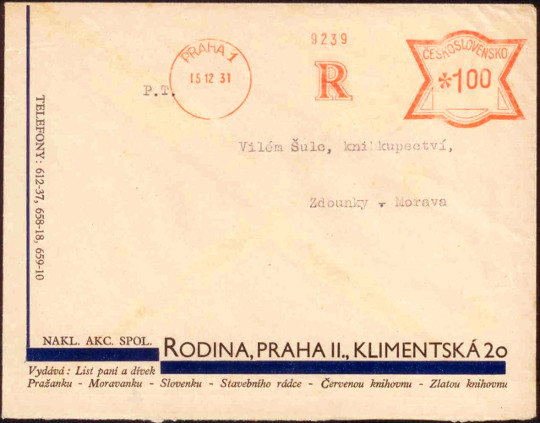 PRAHA 1
15 12 31
9239
R
ČESKOSLOVENSKO
*100
P.T.
Vilém Šulc, knihkupectví,
Zdounky - Morava
TELEFONY: 612-37, 658-18, 659-10
NAKL. AKC. SPOL. RODINA, PRAHA II., KLIMENTSKÁ 20
Vydává: List paní a dívek
Pražanku - Moravanku - Slovenku - Stavebního rádce - Červenou knihovnu - Zlatou knihovnu